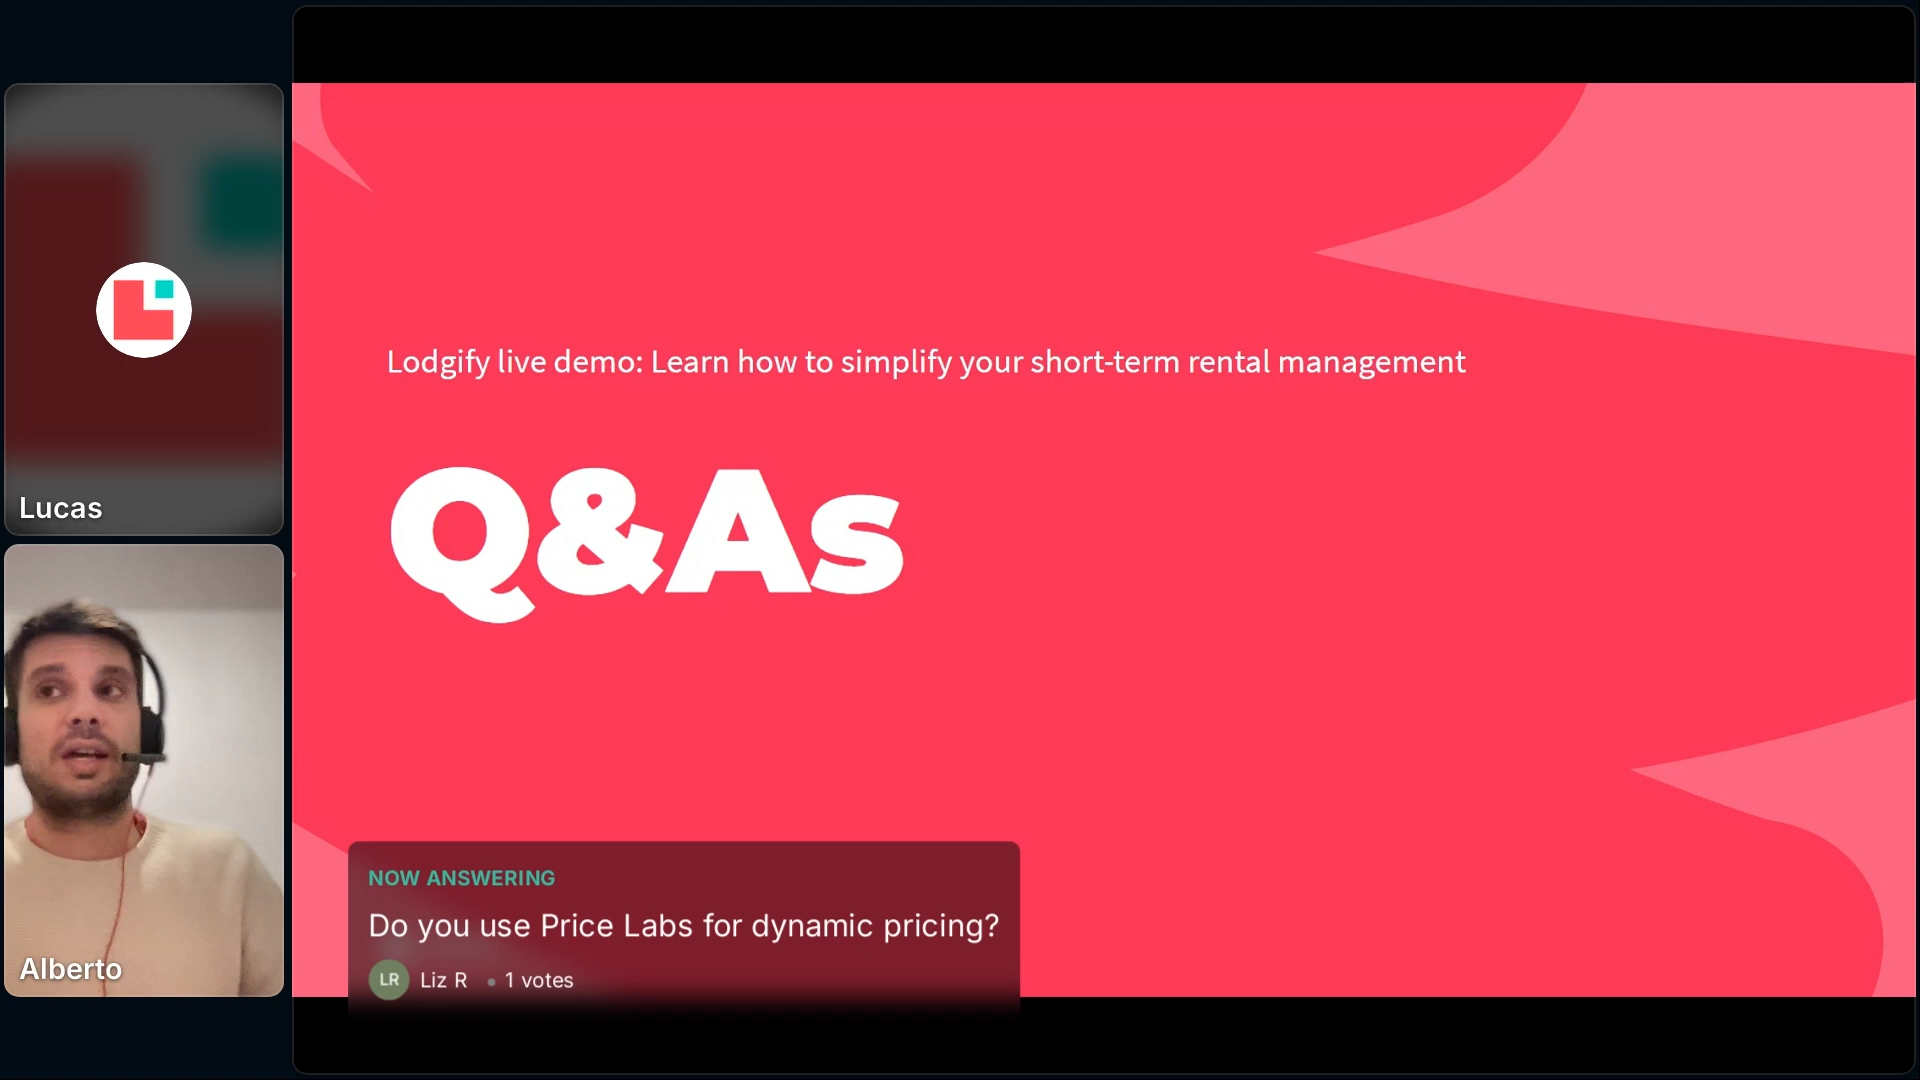 Lucas
Alberto
Lodgify live demo: Learn how to simplify your short-term rental management
Q&As
NOW ANSWERING
Do you use Price Labs for dynamic pricing?
LR Liz R • 1 votes